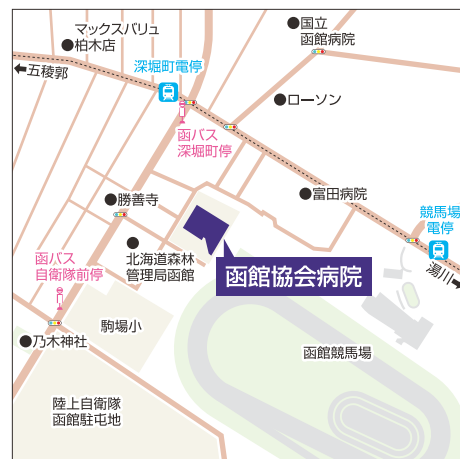 マックスバリュ
柏木店
国立
函館病院
五稜郭
深堀町電停
ローソン
函バス
深堀町停
勝善寺
富田病院
競馬場
電停
函バス
自衛隊前停
北海道森林
管理局函館
函館協会病院
湯川
駒場小
乃木神社
函館競馬場
陸上自衛隊
函館駐屯地